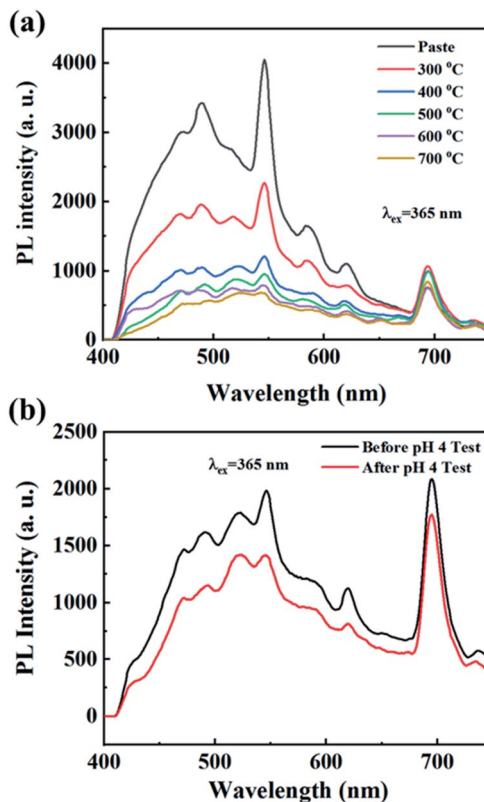 (a)
PL intensity (a. u.)
4000
3000
2000
1000
0
Paste
300 °C
400 °C
500 °C
600 °C
700 °C
λex=365 nm
400
500
600
700
Wavelength (nm)
(b)
PL Intensity (a. u.)
2500
2000
1500
1000
500
0
λex=365 nm
Before pH 4 Test
After pH 4 Test
400
500
600
700
Wavelength (nm)